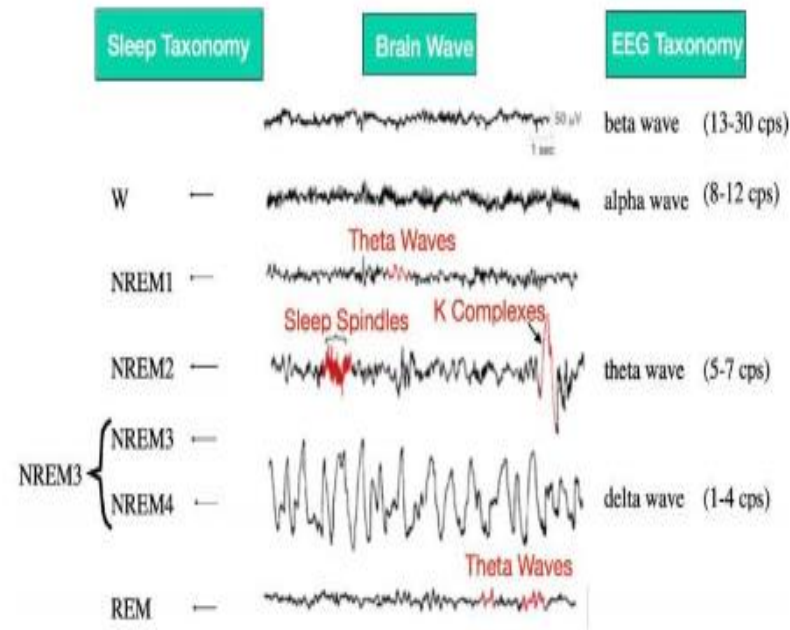 Sleep Taxonomy Brain Wave EEG Taxonomy
50 µV
1 sec
beta wave (13-30 cps)
W ← alpha wave (8-12 cps)
Theta Waves
NREM1 ←
Sleep Spindles K Complexes
NREM2 ← theta wave (5-7 cps)
NREM3 ←
NREM3
NREM4 ← delta wave (1-4 cps)
Theta Waves
REM ←